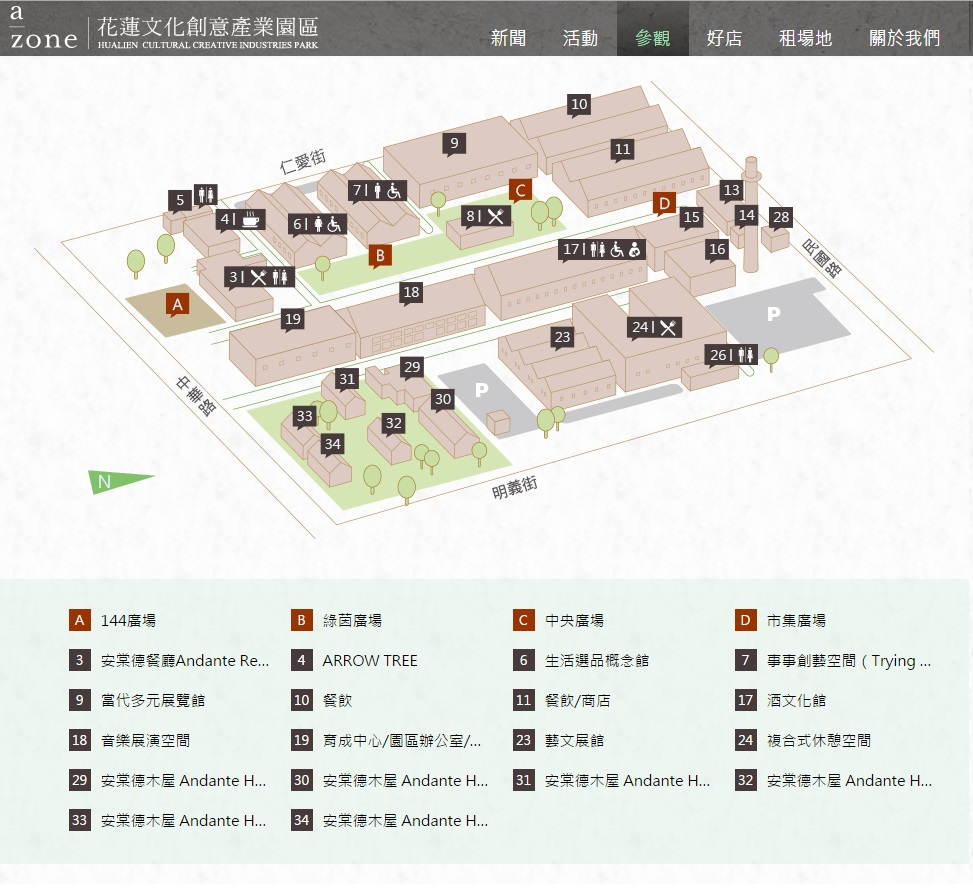 a
zone
花蓮文化創意產業園區
HUALIEN CULTURAL CREATIVE INDUSTRIES PARK
新聞 活動 參觀 好店 租場地 關於我們
10
9
11
仁愛街
7
C
13
5
D
4
8
15
14
28
6
B
17
16
民國路
3
18
A
19
P
24
23
26
29
31
P
30
中華路
33
32
34
N
明義街
A 144廣場 B 綠茵廣場 C 中央廣場 D 市集廣場
3 安棠德餐廳Andante Re... 4 ARROW TREE 6 生活選品概念館 7 事事創藝空間 ( Trying ...
9 當代多元展覽館 10 餐飲 11 餐飲/商店 17 酒文化館
18 音樂展演空間 19 育成中心/園區辦公室/... 23 藝文展館 24 複合式休憩空間
29 安棠德木屋 Andante H... 30 安棠德木屋 Andante H... 31 安棠德木屋 Andante H... 32 安棠德木屋 Andante H...
33 安棠德木屋 Andante H... 34 安棠德木屋 Andante H...